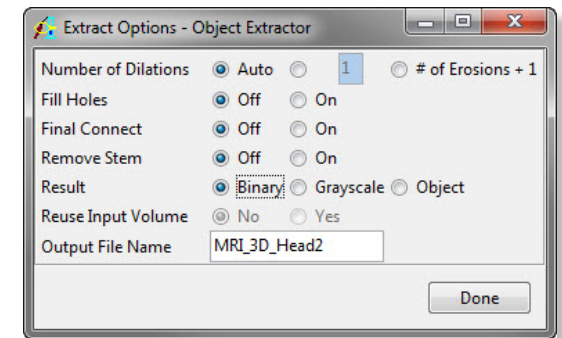 Extract Options - Object Extractor
Number of Dilations Auto 1 # of Erosions + 1
Fill Holes Off On
Final Connect Off On
Remove Stem Off On
Result Binary Grayscale Object
Reuse Input Volume No Yes
Output File Name MRI_3D_Head2
Done